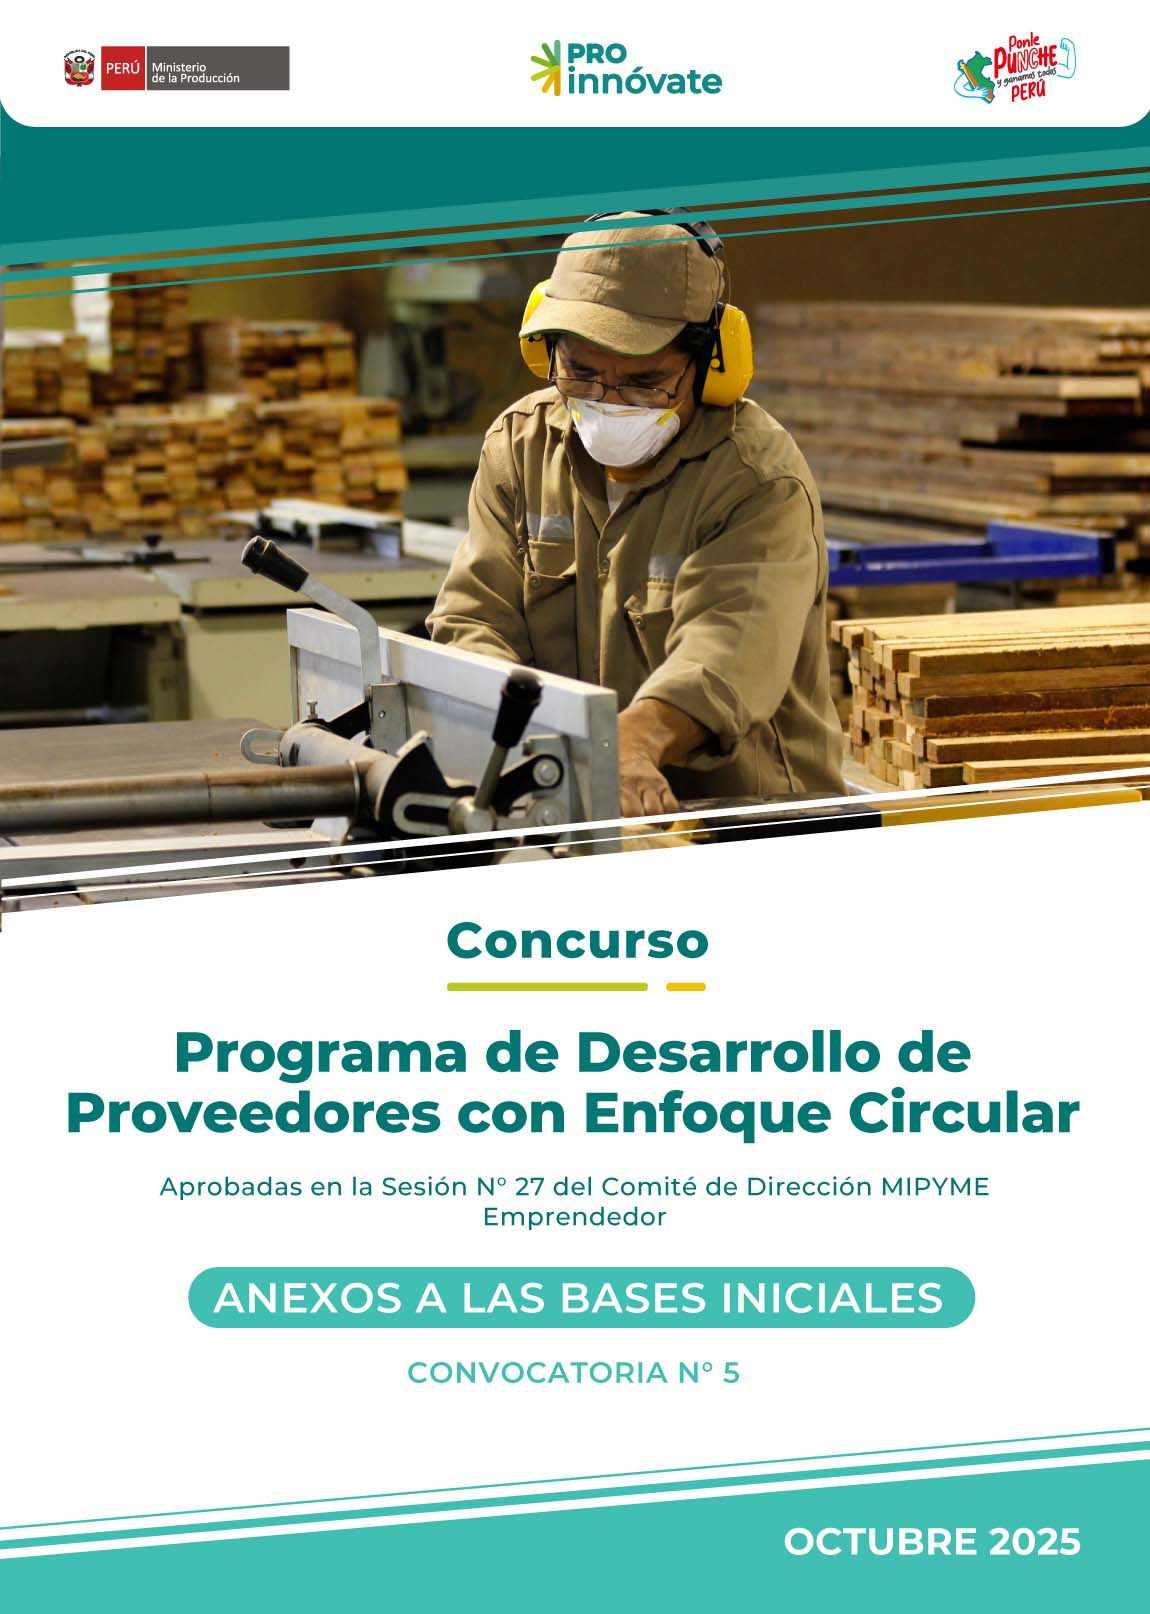 PERÚ
Ministerio
de la Producción
PRO
innóvate
Ponle
PUNCHE
y ganamos todos
PERÚ
Concurso
Programa de Desarrollo de
Proveedores con Enfoque Circular
Aprobadas en la Sesión N° 27 del Comité de Dirección MIPYME
Emprendedor
ANEXOS A LAS BASES INICIALES
CONVOCATORIA N° 5
OCTUBRE 2025